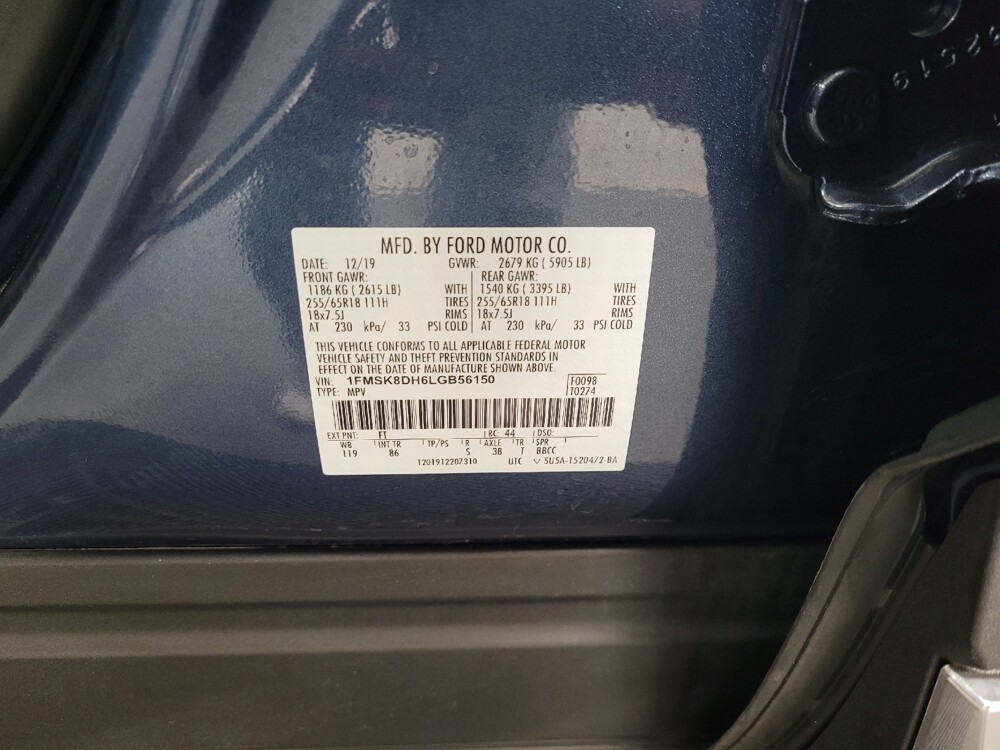 32519
MFD. BY FORD MOTOR CO.
DATE: 12/19 GVWR: 2679 KG ( 5905 LB)
FRONT GAWR: REAR GAWR:
1186 KG ( 2615 LB) WITH 1540 KG ( 3395 LB) WITH
255/65R18 111H TIRES 255/65R18 111H TIRES
18x7.5J RIMS 18x7.5J RIMS
AT 230 kPa/ 33 PSI COLD AT 230 kPa/ 33 PSI COLD
THIS VEHICLE CONFORMS TO ALL APPLICABLE FEDERAL MOTOR
VEHICLE SAFETY AND THEFT PREVENTION STANDARDS IN
EFFECT ON THE DATE OF MANUFACTURE SHOWN ABOVE.
VIN: 1FMSK8DH6LGB56150 F0098
TYPE: MPV T0274
EXT PNT: FT RC: 44 DSO:
WB INT TR TP/PS R AXLE TR SPR
119 86 S 3B T BBCC
1201912207310 UTC 5U5A-1520472-BA